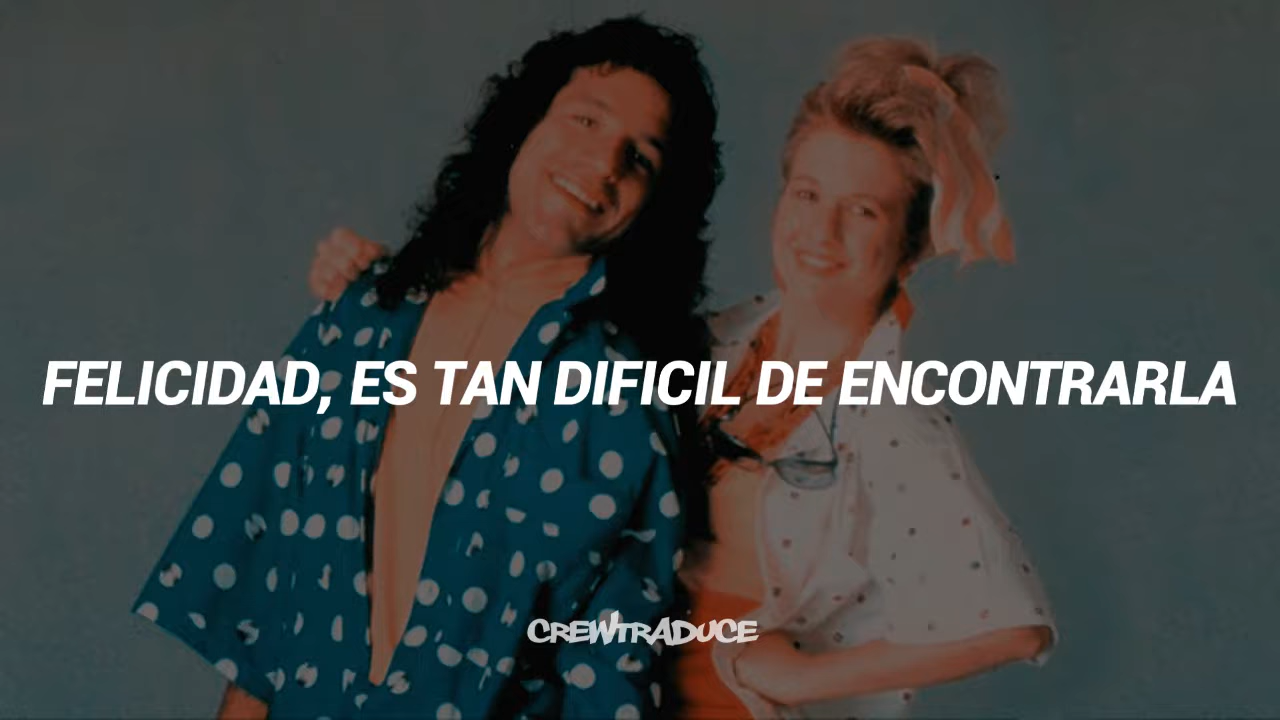 FELICIDAD, ES TAN DIFICIL DE ENCONTRARLA
CREWTRADUCE